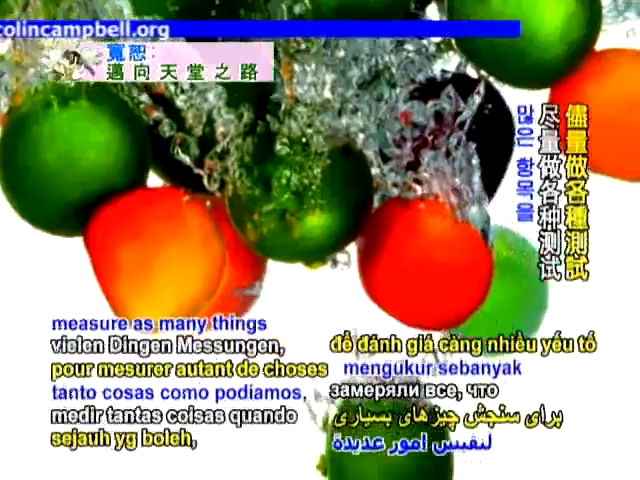 colincampbell.org
寬恕:
邁向天堂之路
儘量做各種測試
尽量做各种测试
많은 항목을
measure as many things
vielen Dingen Messungen,
pour mesurer autant de choses
tanto cosas como podíamos,
medir tantas coisas quando
sejauh yg boleh,
để đánh giá càng nhiều yếu tố
mengukur sebanyak
замеряли все, что
برای سنجش چیزهای بسیاری
لنقيس امور عديدة